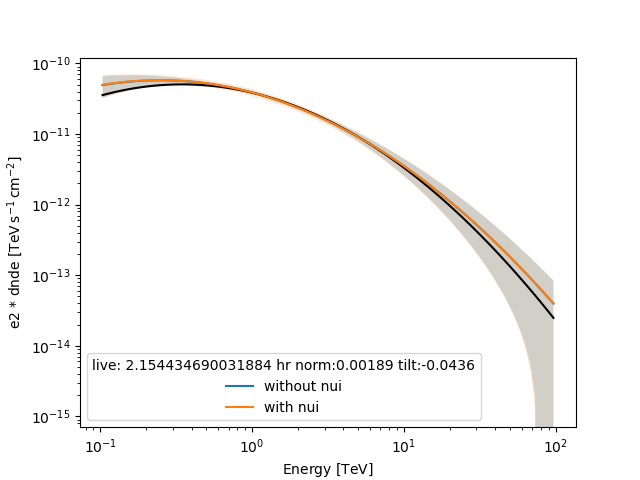 10⁻¹⁰
10⁻¹¹
10⁻¹²
10⁻¹³
10⁻¹⁴
10⁻¹⁵
e2 * dnde [TeV s⁻¹ cm⁻²]
live: 2.154434690031884 hr norm:0.00189 tilt:-0.0436
without nui
with nui
10⁻¹ 10⁰ 10¹ 10²
Energy [TeV]